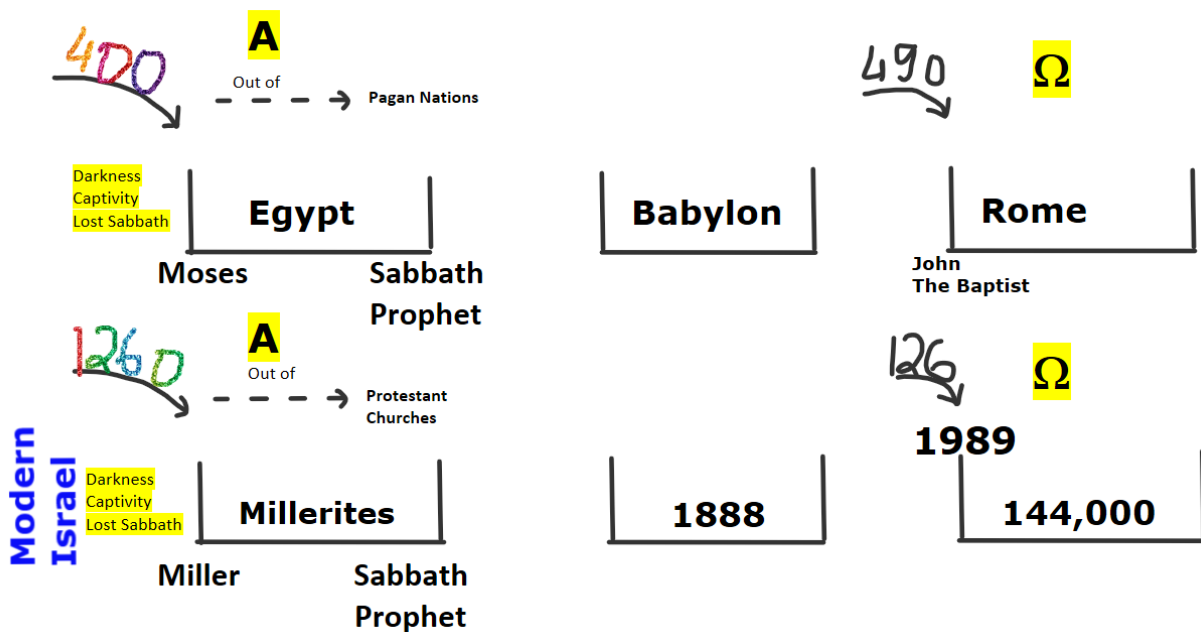 400
A
490
Ω
Out of
Pagan Nations
Darkness
Captivity
Lost Sabbath
Egypt
Babylon
Rome
Moses
Sabbath
Prophet
John
The Baptist
1260
A
126
Ω
Out of
Protestant
Churches
1989
Modern
Israel
Darkness
Captivity
Lost Sabbath
Millerites
1888
144,000
Miller
Sabbath
Prophet